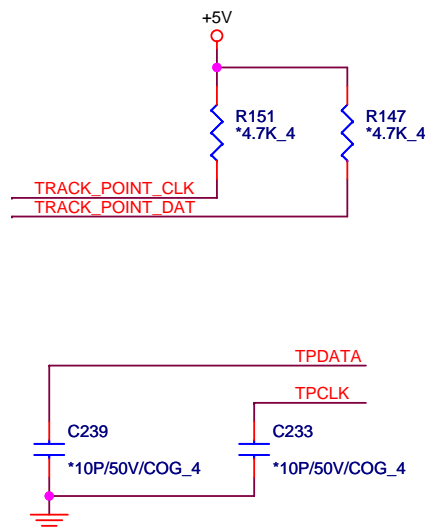 +5V
R151
*4.7K_4
R147
*4.7K_4
TRACK_POINT_CLK
TRACK_POINT_DAT
TPDATA
TPCLK
C239
*10P/50V/COG_4
C233
*10P/50V/COG_4